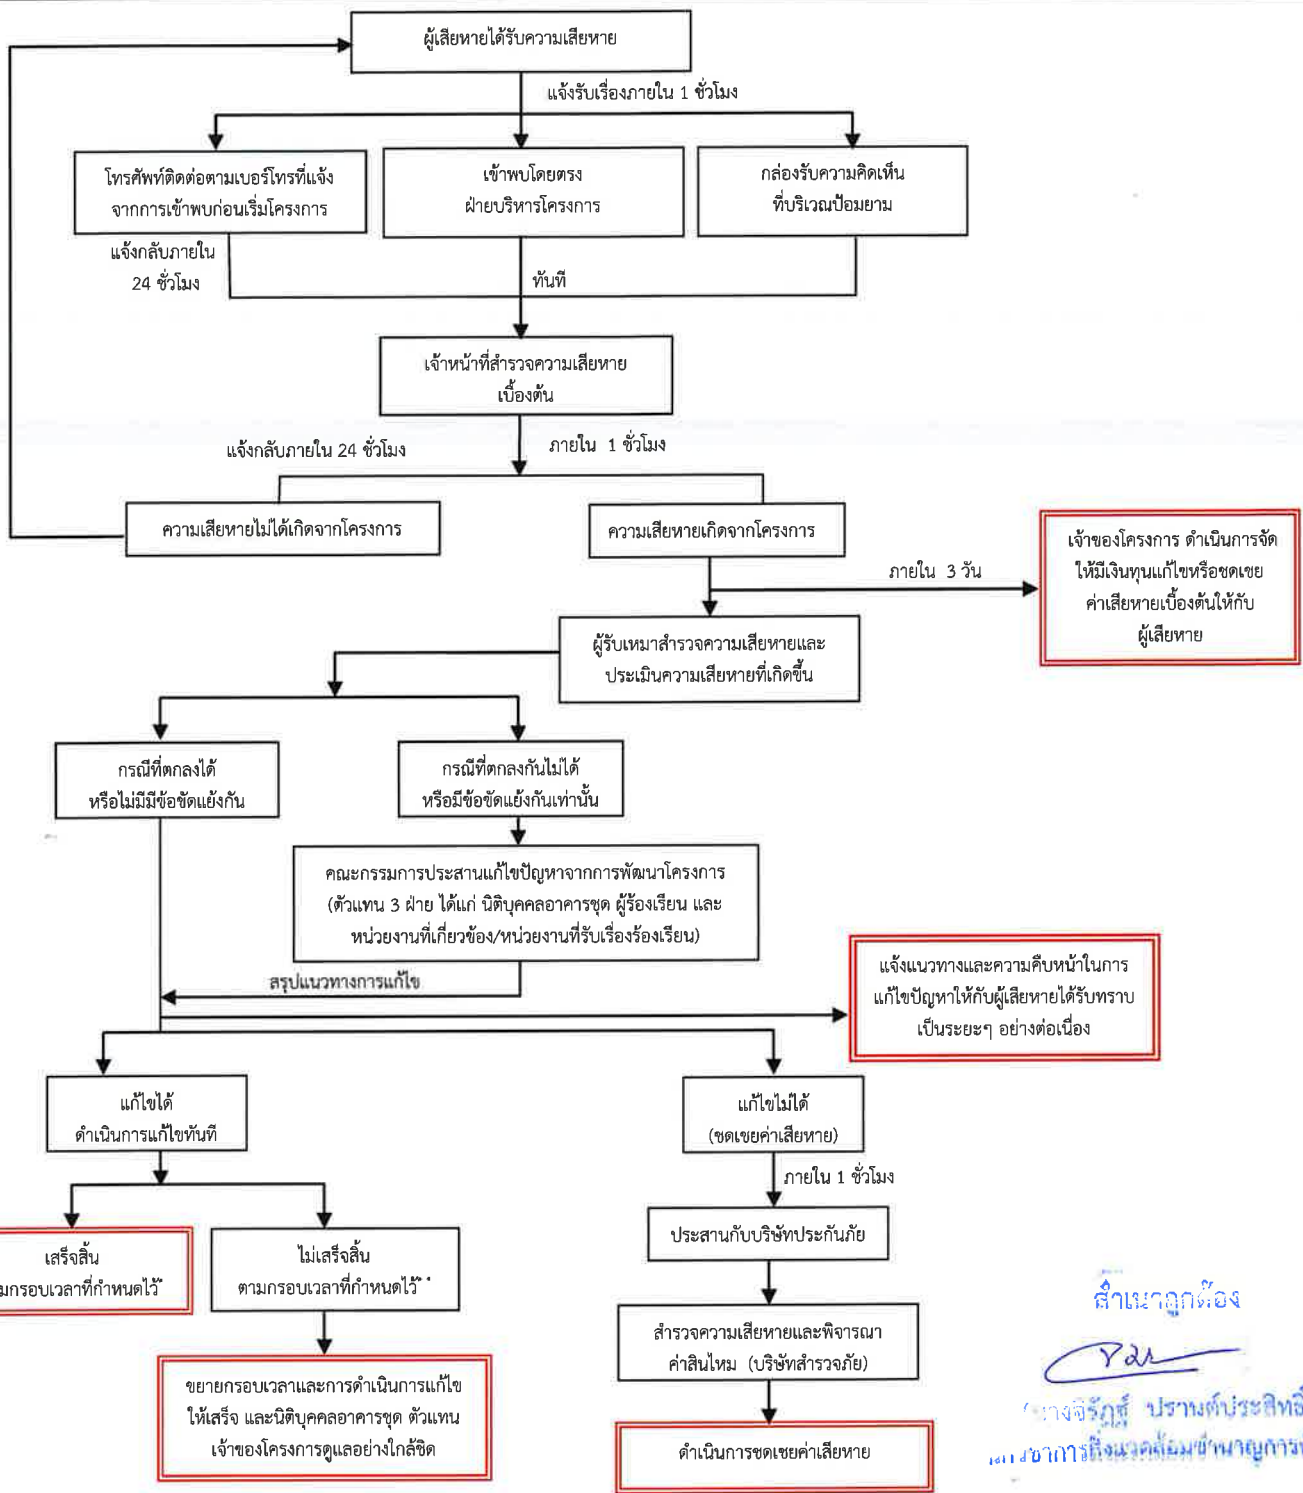 ผู้เสียหายได้รับความเสียหาย
แจ้งรับเรื่องภายใน 1 ชั่วโมง
โทรศัพท์ติดต่อตามเบอร์โทรที่แจ้ง
จากการเข้าพบก่อนเริ่มโครงการ
เข้าพบโดยตรง
ฝ่ายบริหารโครงการ
กล่องรับความคิดเห็น
ที่บริเวณป้อมยาม
แจ้งกลับภายใน
24 ชั่วโมง
ทันที
เจ้าหน้าที่สำรวจความเสียหาย
เบื้องต้น
แจ้งกลับภายใน 24 ชั่วโมง
ภายใน 1 ชั่วโมง
ความเสียหายไม่ได้เกิดจากโครงการ
ความเสียหายเกิดจากโครงการ
ภายใน 3 วัน
เจ้าของโครงการ ดำเนินการจัด
ให้มีเงินทุนแก้ไขหรือชดเชย
ค่าเสียหายเบื้องต้นให้กับ
ผู้เสียหาย
ผู้รับเหมาสำรวจความเสียหายและ
ประเมินความเสียหายที่เกิดขึ้น
กรณีที่ตกลงได้
หรือไม่มีมีข้อขัดแย้งกัน
กรณีที่ตกลงกันไม่ได้
หรือมีข้อขัดแย้งกันเท่านั้น
คณะกรรมการประสานแก้ไขปัญหาจากการพัฒนาโครงการ
(ตัวแทน 3 ฝ่าย ได้แก่ นิติบุคคลอาคารชุด ผู้ร้องเรียน และ
หน่วยงานที่เกี่ยวข้อง/หน่วยงานที่รับเรื่องร้องเรียน)
สรุปแนวทางการแก้ไข
แจ้งแนวทางและความคืบหน้าในการ
แก้ไขปัญหาให้กับผู้เสียหายได้รับทราบ
เป็นระยะๆ อย่างต่อเนื่อง
แก้ไขได้
ดำเนินการแก้ไขทันที
แก้ไขไม่ได้
(ชดเชยค่าเสียหาย)
ภายใน 1 ชั่วโมง
ประสานกับบริษัทประกันภัย
เสร็จสิ้น
มกรอบเวลาที่กำหนดไว้*
ไม่เสร็จสิ้น
ตามกรอบเวลาที่กำหนดไว้**
สำรวจความเสียหายและพิจารณา
ค่าสินไหม (บริษัทสำรวจภัย)
ขยายกรอบเวลาและการดำเนินการแก้ไข
ให้เสร็จ และนิติบุคคลอาคารชุด ตัวแทน
เจ้าของโครงการดูแลอย่างใกล้ชิด
ดำเนินการชดเชยค่าเสียหาย
สำเนาถูกต้อง
ปรานต์ประสิทธิ์